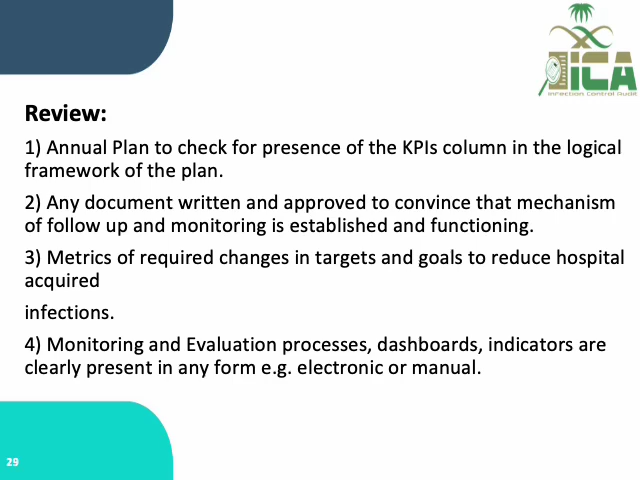 iCA
Infection Control Audit
Review:
1) Annual Plan to check for presence of the KPIs column in the logical
framework of the plan.
2) Any document written and approved to convince that mechanism
of follow up and monitoring is established and functioning.
3) Metrics of required changes in targets and goals to reduce hospital
acquired
infections.
4) Monitoring and Evaluation processes, dashboards, indicators are
clearly present in any form e.g. electronic or manual.
29